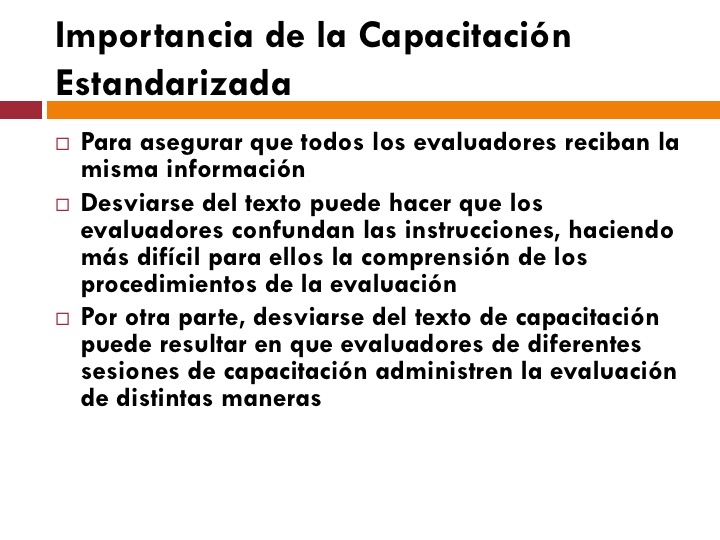 Importancia de la Capacitación
Estandarizada
Para asegurar que todos los evaluadores reciban la
misma información
Desviarse del texto puede hacer que los
evaluadores confundan las instrucciones, haciendo
más difícil para ellos la comprensión de los
procedimientos de la evaluación
Por otra parte, desviarse del texto de capacitación
puede resultar en que evaluadores de diferentes
sesiones de capacitación administren la evaluación
de distintas maneras